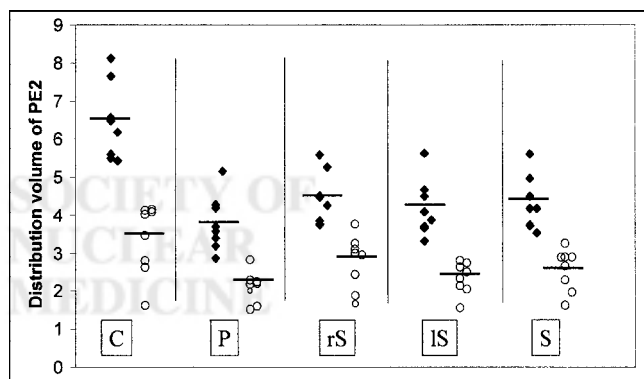 Distribution volume of PE2
9
8
7
6
5
4
3
2
1
0
SOCIETY OF
NUCLEAR
MEDICINE
C P rS lS S